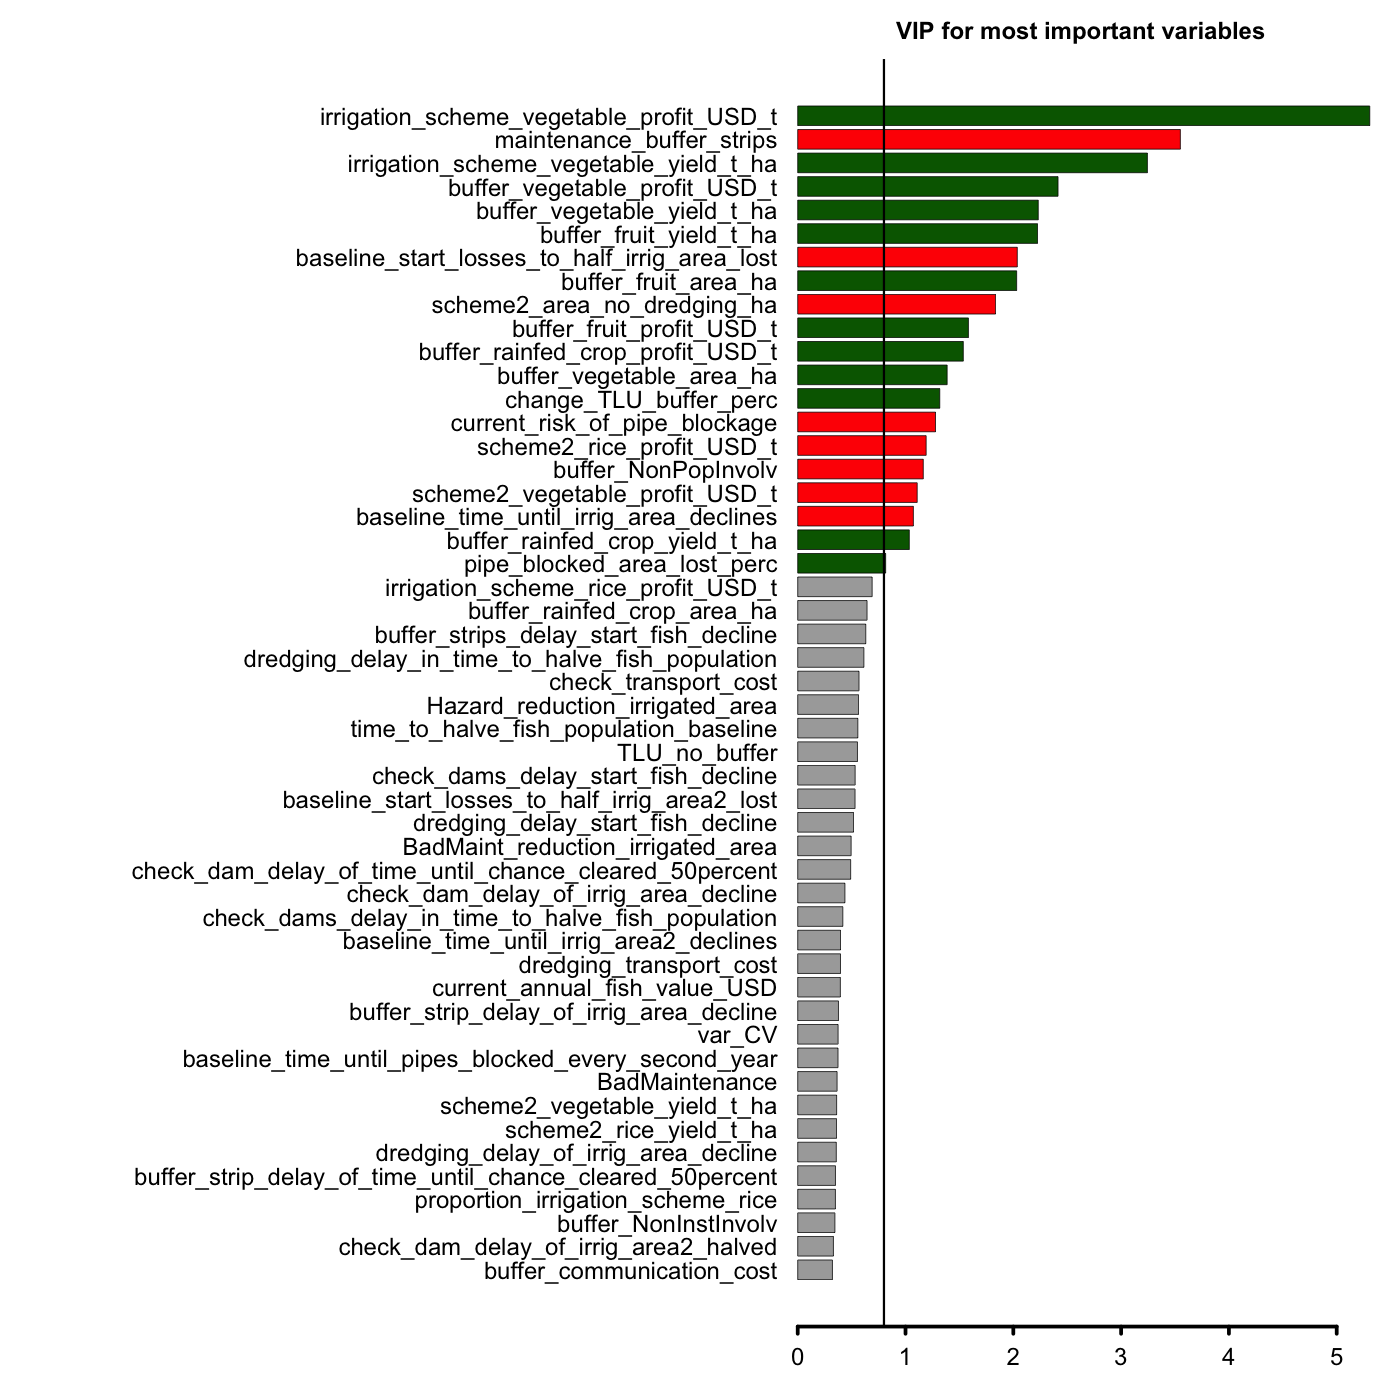 VIP for most important variables
irrigation_scheme_vegetable_profit_USD_t
maintenance_buffer_strips
irrigation_scheme_vegetable_yield_t_ha
buffer_vegetable_profit_USD_t
buffer_vegetable_yield_t_ha
buffer_fruit_yield_t_ha
baseline_start_losses_to_half_irrig_area_lost
buffer_fruit_area_ha
scheme2_area_no_dredging_ha
buffer_fruit_profit_USD_t
buffer_rainfed_crop_profit_USD_t
buffer_vegetable_area_ha
change_TLU_buffer_perc
current_risk_of_pipe_blockage
scheme2_rice_profit_USD_t
buffer_NonPopInvolv
scheme2_vegetable_profit_USD_t
baseline_time_until_irrig_area_declines
buffer_rainfed_crop_yield_t_ha
pipe_blocked_area_lost_perc
irrigation_scheme_rice_profit_USD_t
buffer_rainfed_crop_area_ha
buffer_strips_delay_start_fish_decline
dredging_delay_in_time_to_halve_fish_population
check_transport_cost
Hazard_reduction_irrigated_area
time_to_halve_fish_population_baseline
TLU_no_buffer
check_dams_delay_start_fish_decline
baseline_start_losses_to_half_irrig_area2_lost
dredging_delay_start_fish_decline
BadMaint_reduction_irrigated_area
check_dam_delay_of_time_until_chance_cleared_50percent
check_dam_delay_of_irrig_area_decline
check_dams_delay_in_time_to_halve_fish_population
baseline_time_until_irrig_area2_declines
dredging_transport_cost
current_annual_fish_value_USD
buffer_strip_delay_of_irrig_area_decline
var_CV
baseline_time_until_pipes_blocked_every_second_year
BadMaintenance
scheme2_vegetable_yield_t_ha
scheme2_rice_yield_t_ha
dredging_delay_of_irrig_area_decline
buffer_strip_delay_of_time_until_chance_cleared_50percent
proportion_irrigation_scheme_rice
buffer_NonInstInvolv
check_dam_delay_of_irrig_area2_halved
buffer_communication_cost
0 1 2 3 4 5